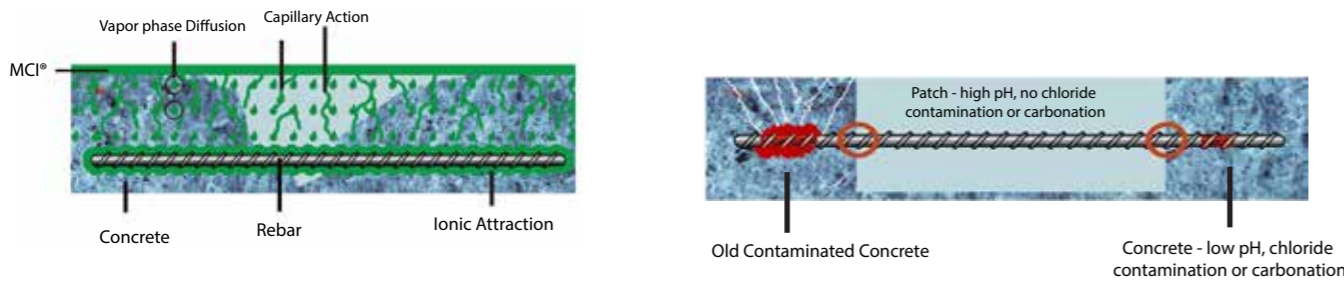 Vapor phase Diffusion
Capillary Action
MCI®
Concrete
Rebar
Ionic Attraction
Patch - high pH, no chloride
contamination or carbonation
Old Contaminated Concrete
Concrete - low pH, chloride
contamination or carbonation